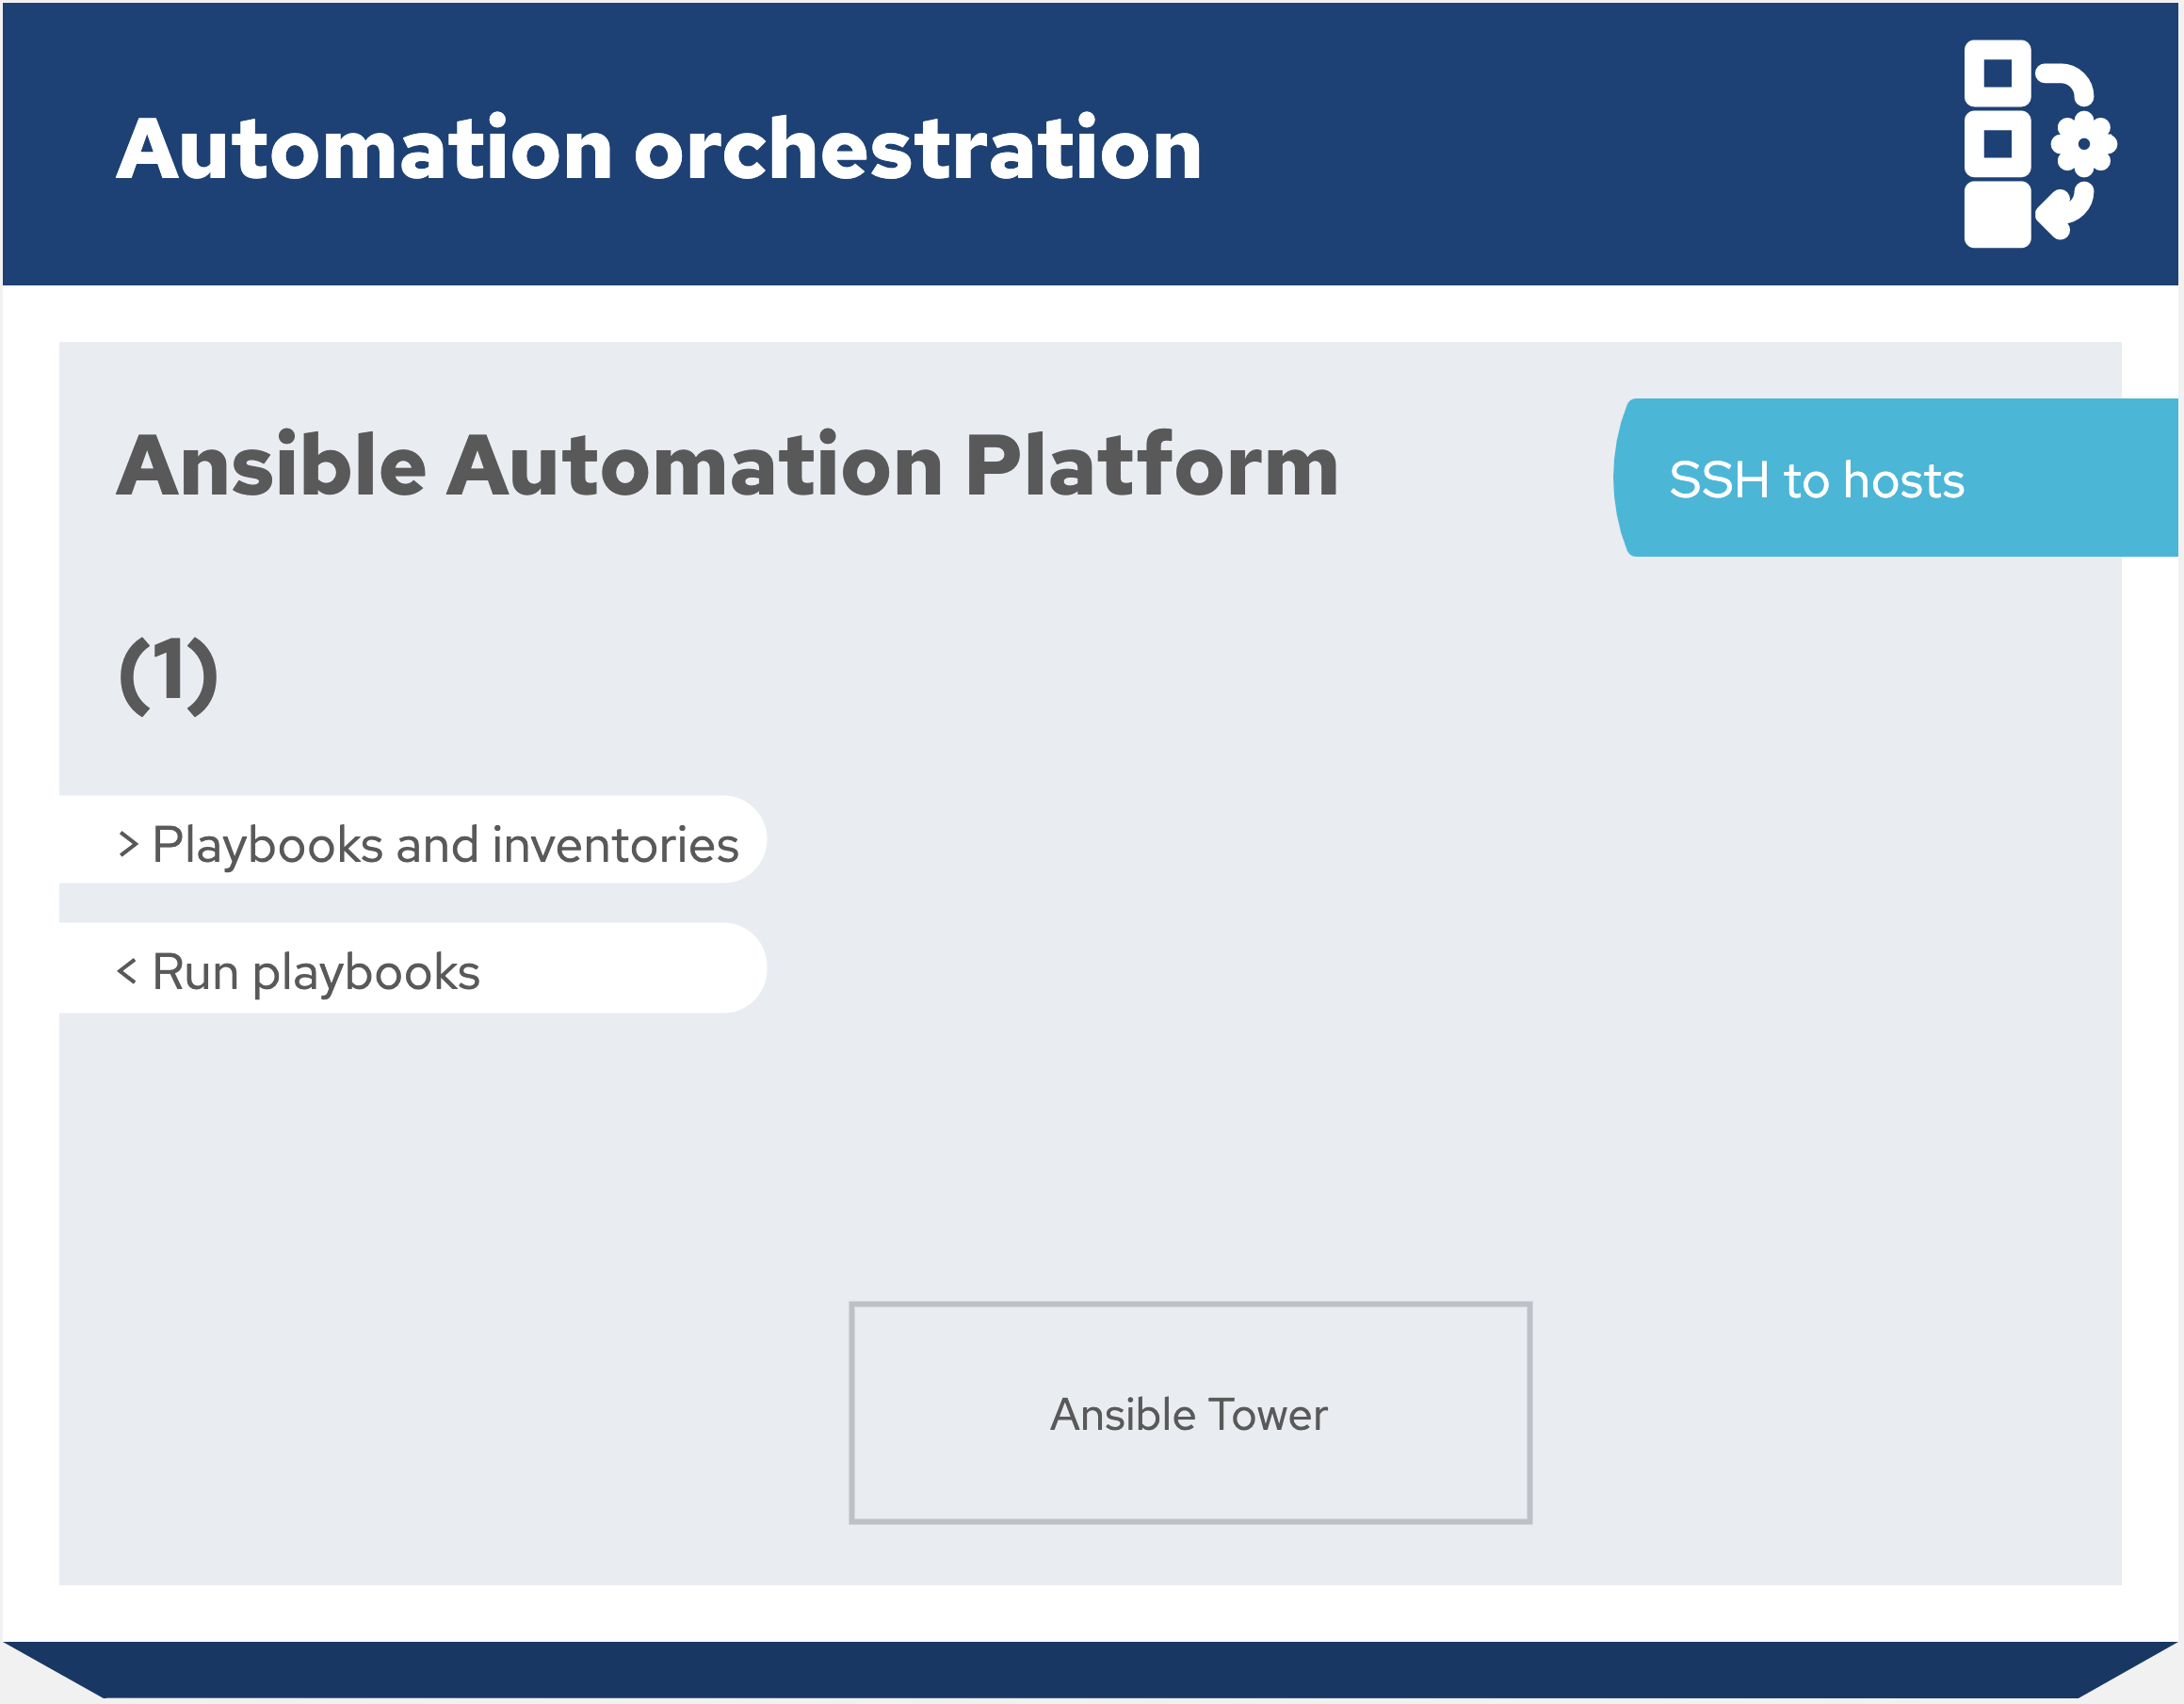 Automation orchestration
Ansible Automation Platform
SSH to hosts
(1)
> Playbooks and inventories
< Run playbooks
Ansible Tower